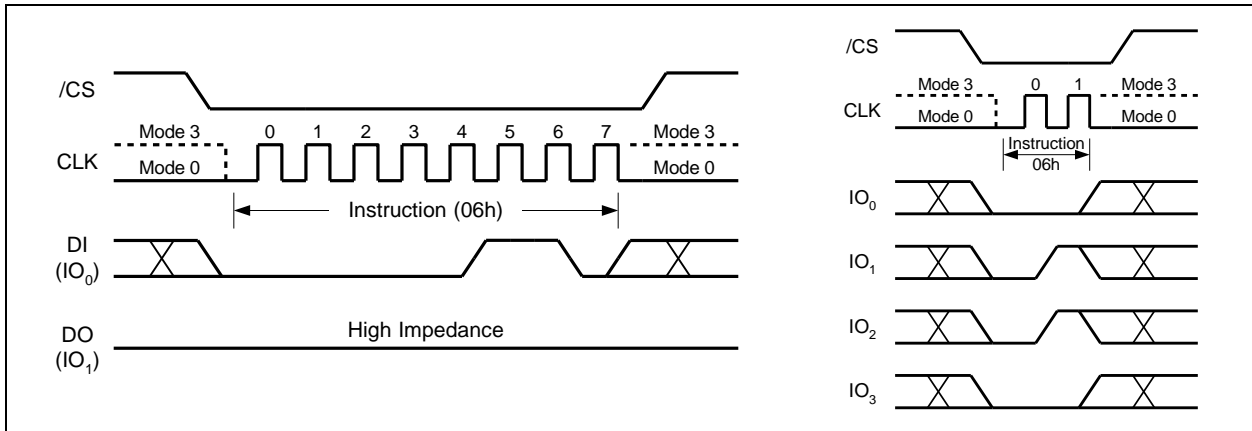 /CS
Mode 3 0 1 2 3 4 5 6 7 Mode 3
CLK Mode 0 Mode 0
Instruction (06h)
DI
(IO0)
High Impedance
DO
(IO1)
/CS
Mode 3 0 1 Mode 3
CLK Mode 0 Mode 0
Instruction
06h
IO0
IO1
IO2
IO3